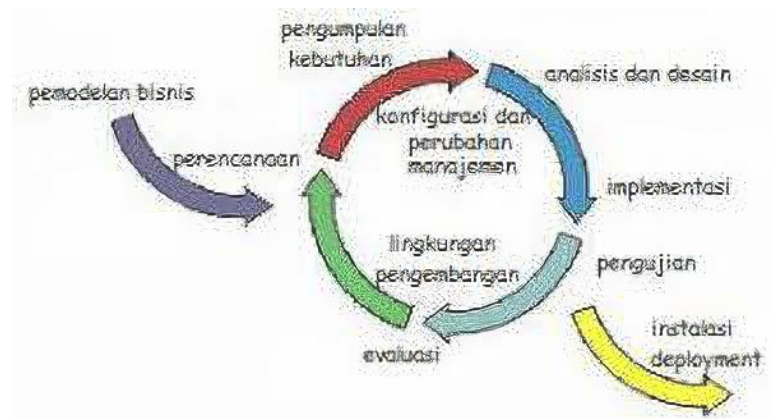 pengumpulan
kebutuhan
analisis dan desain
pemodelan bisnis
konfigurasi dan
perubahan
manajemen
perencanaan
implementasi
lingkungan
pengembangan
pengujian
instalasi
deployment
evaluasi